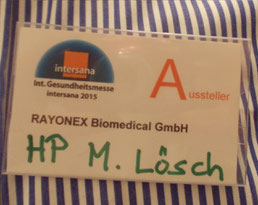 intersana
Int. Gesundheitsmesse
intersana 2015
Aussteller
RAYONEX Biomedical GmbH
HP M. Lösch